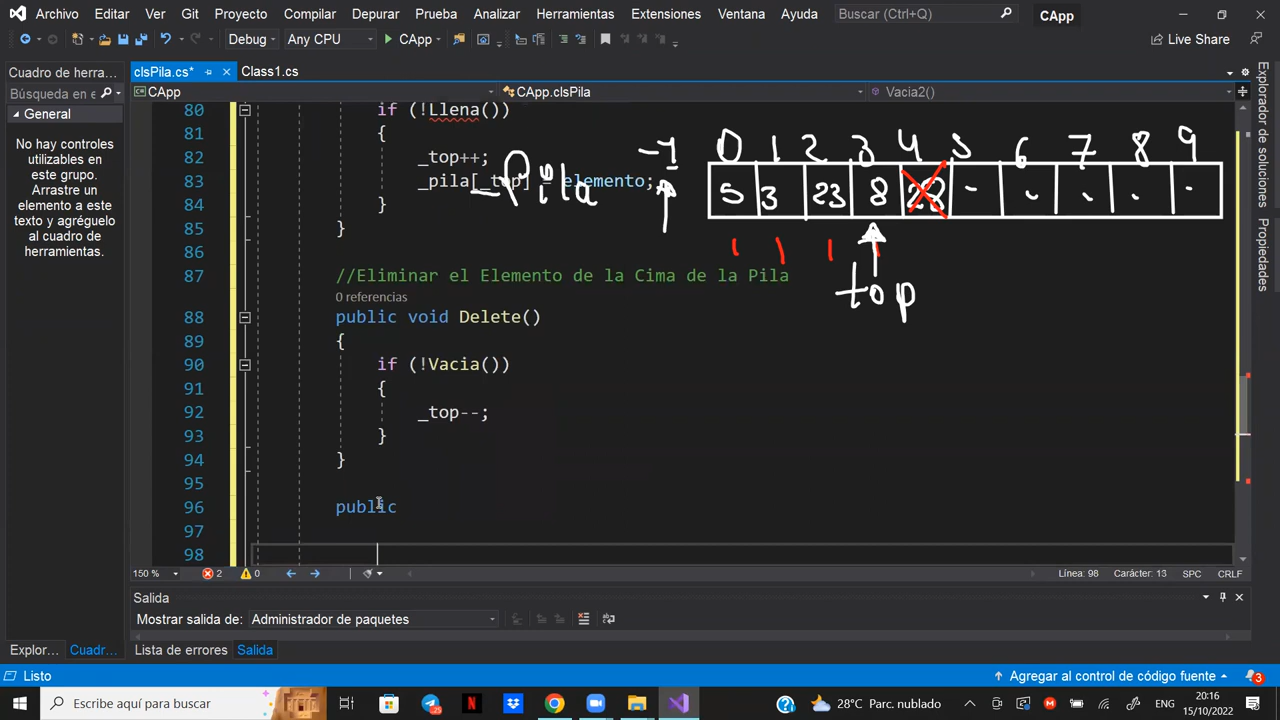 Archivo Editar Ver Git Proyecto Compilar Depurar Prueba Analizar Herramientas Extensiones Ventana Ayuda Buscar (Ctrl+Q) CApp
Debug Any CPU CApp Live Share
Cuadro de herra...
clsPila.cs* Class1.cs
Búsqueda en e
CApp CApp.clsPila Vacia2()
General
No hay controles
utilizables en
este grupo.
Arrastre un
elemento a este
texto y agréguelo
al cuadro de
herramientas.
80 if (!Llena())
81 {
82 _top++;
83 _pila[_top] = elemento;
84 }
85 }
86
87 //Eliminar el Elemento de la Cima de la Pila
0 referencias
88 public void Delete()
89 {
90 if (!Vacia())
91 {
92 _top--;
93 }
94 }
95
96 public
97
98
-1 0 1 2 3 4 5 6 7 8 9
Pila 5 3 23 8 - . . . .
top
Explorador de soluciones
Propiedades
150 % 2 0 Línea: 98 Carácter: 13 SPC CRLF
Salida
Mostrar salida de: Administrador de paquetes
Explor... Cuadr... Lista de errores Salida
Listo Agregar al control de código fuente 3
Escribe aquí para buscar 28°C Parc. nublado ENG 20:16
15/10/2022